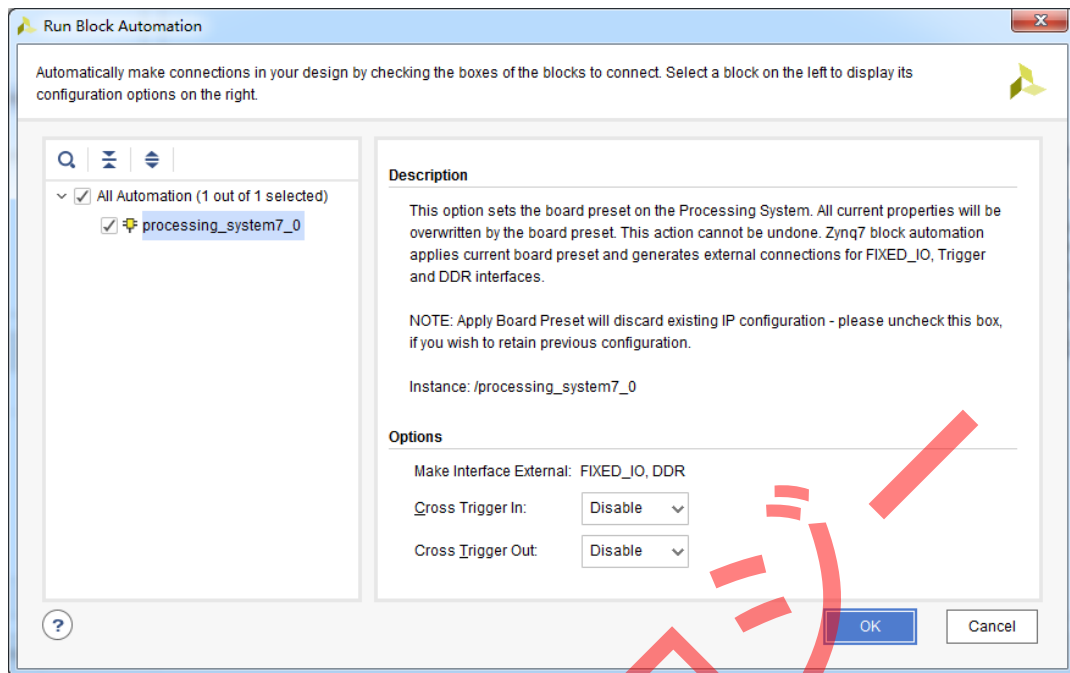 Run Block Automation
Automatically make connections in your design by checking the boxes of the blocks to connect. Select a block on the left to display its
configuration options on the right.
All Automation (1 out of 1 selected)
processing_system7_0
Description
This option sets the board preset on the Processing System. All current properties will be
overwritten by the board preset. This action cannot be undone. Zynq7 block automation
applies current board preset and generates external connections for FIXED_IO, Trigger
and DDR interfaces.
NOTE: Apply Board Preset will discard existing IP configuration - please uncheck this box,
if you wish to retain previous configuration.
Instance: /processing_system7_0
Options
Make Interface External: FIXED_IO, DDR
Cross Trigger In: Disable
Cross Trigger Out: Disable
?
OK Cancel